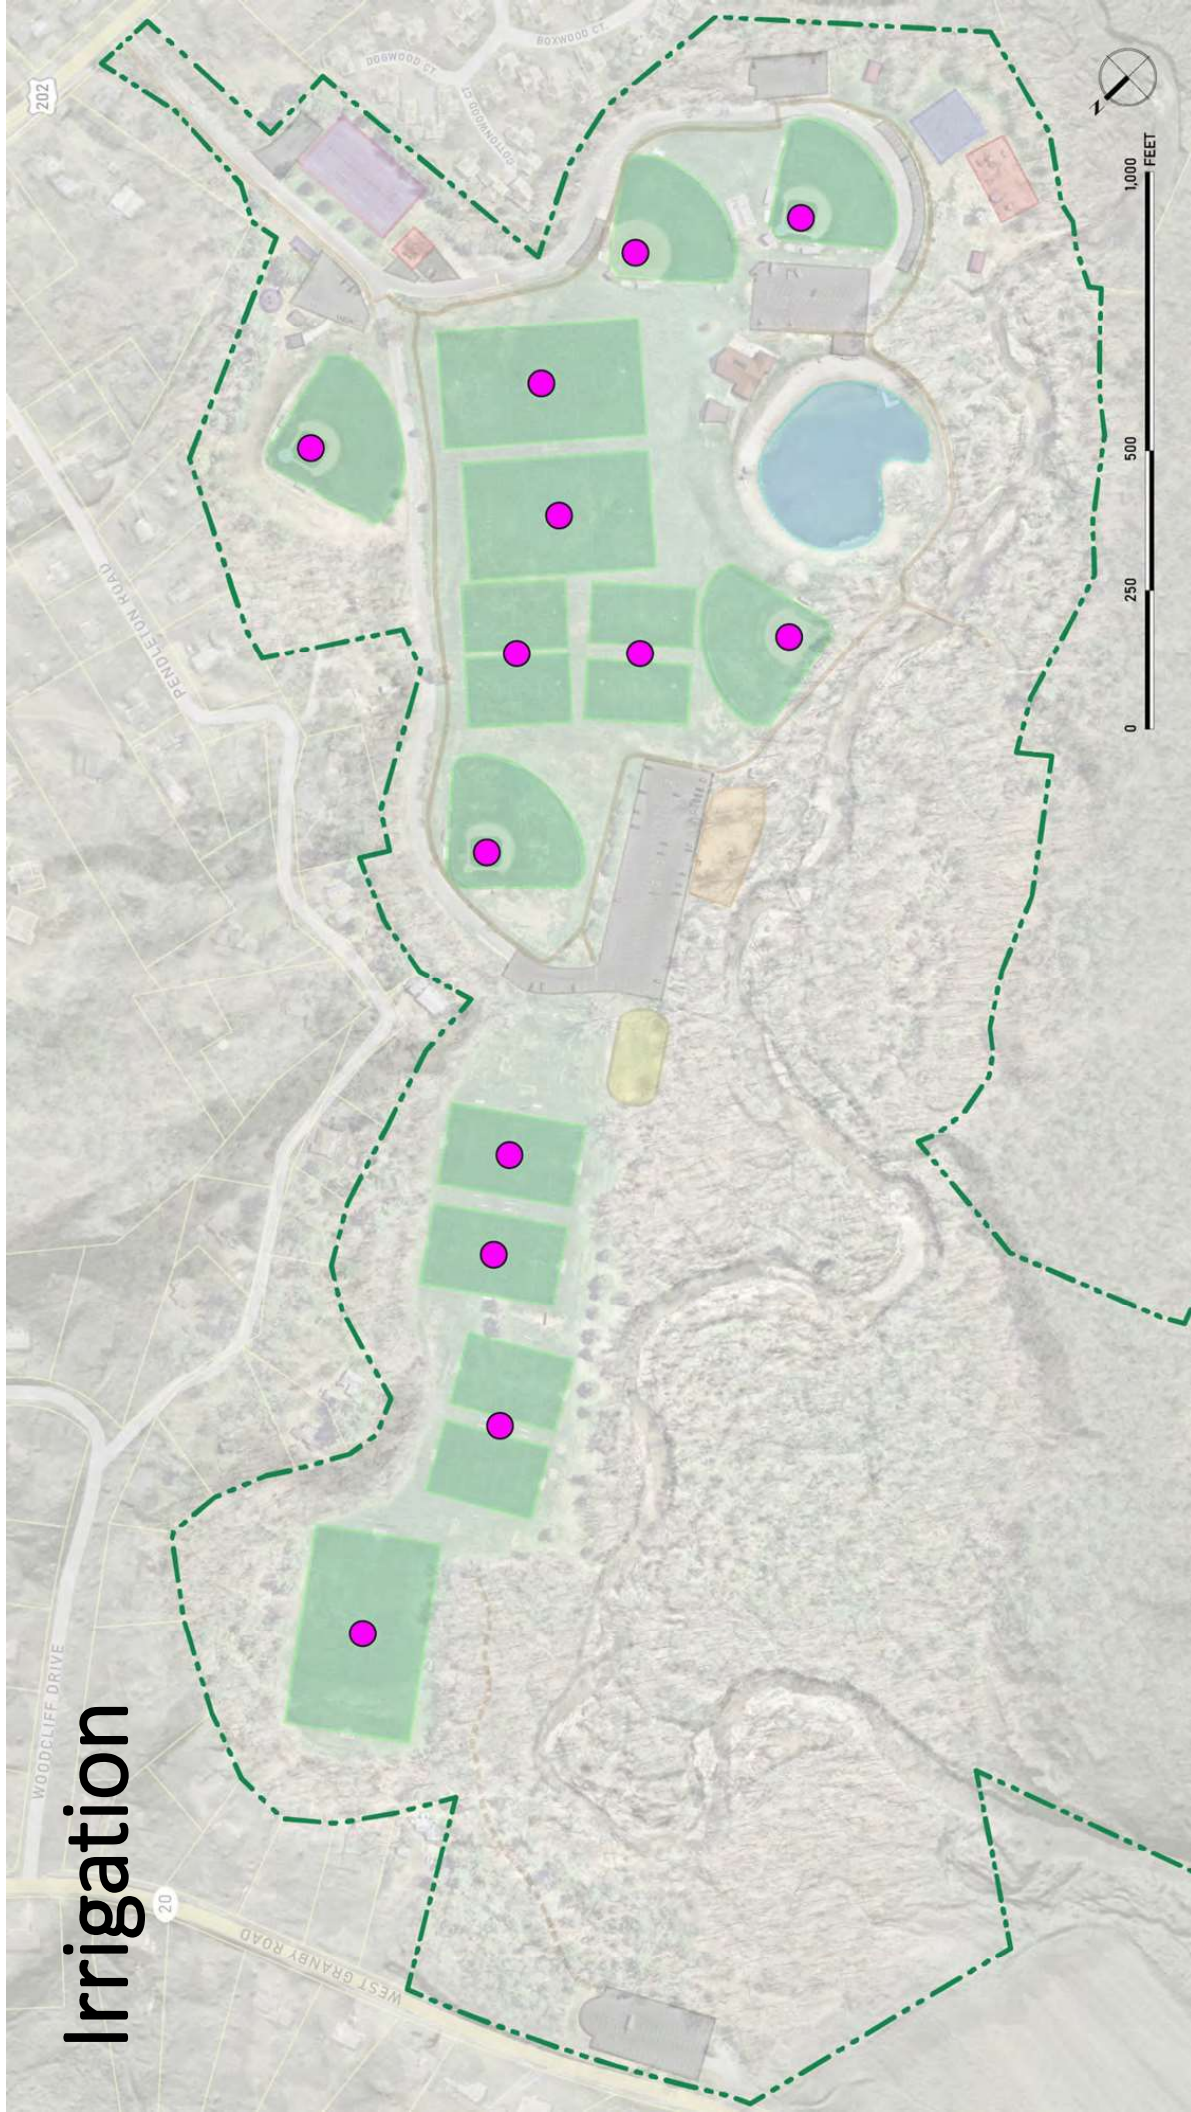 Irrigation
202
DOGWOOD CT
BOXWOOD CT.
COTTONWOOD CT
PENDLETON ROAD
WOODCLIFF DRIVE
20
WEST GRANBY ROAD
N
0
250
500
1,000
FEET